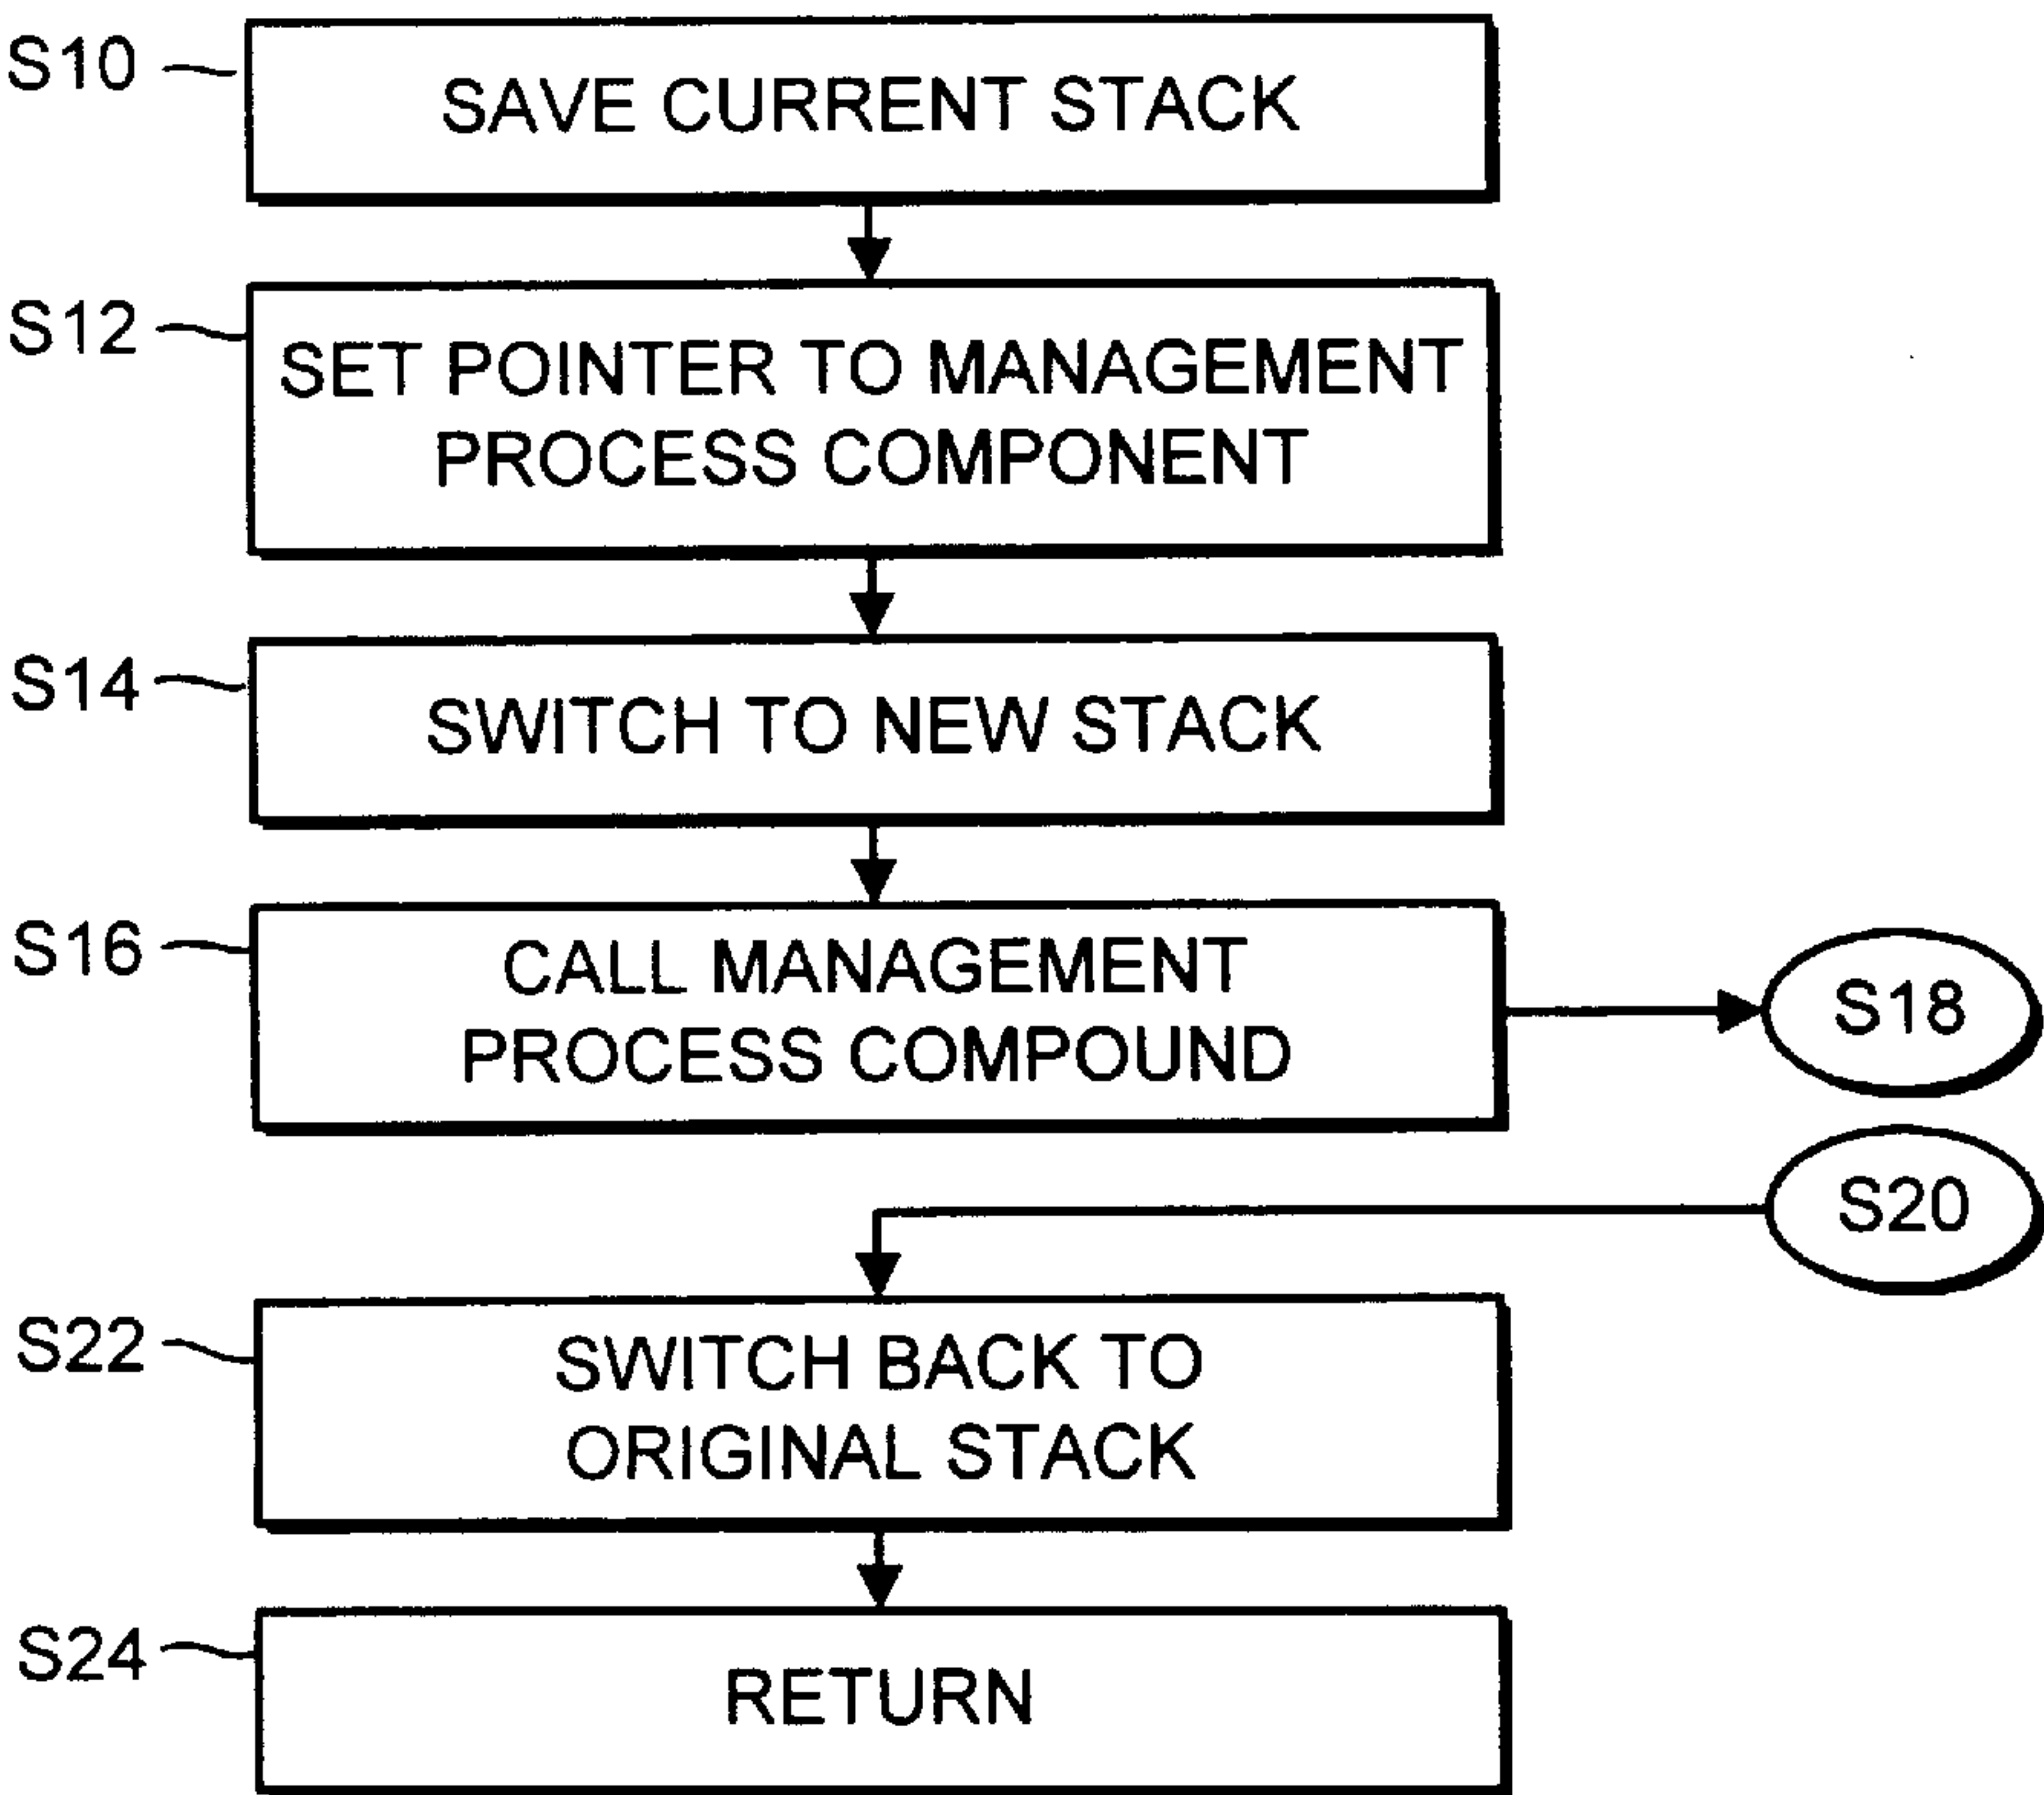 S10
SAVE CURRENT STACK
S12
SET POINTER TO MANAGEMENT
PROCESS COMPONENT
S14
SWITCH TO NEW STACK
S16
CALL MANAGEMENT
PROCESS COMPOUND
S18
S20
S22
SWITCH BACK TO
ORIGINAL STACK
S24
RETURN